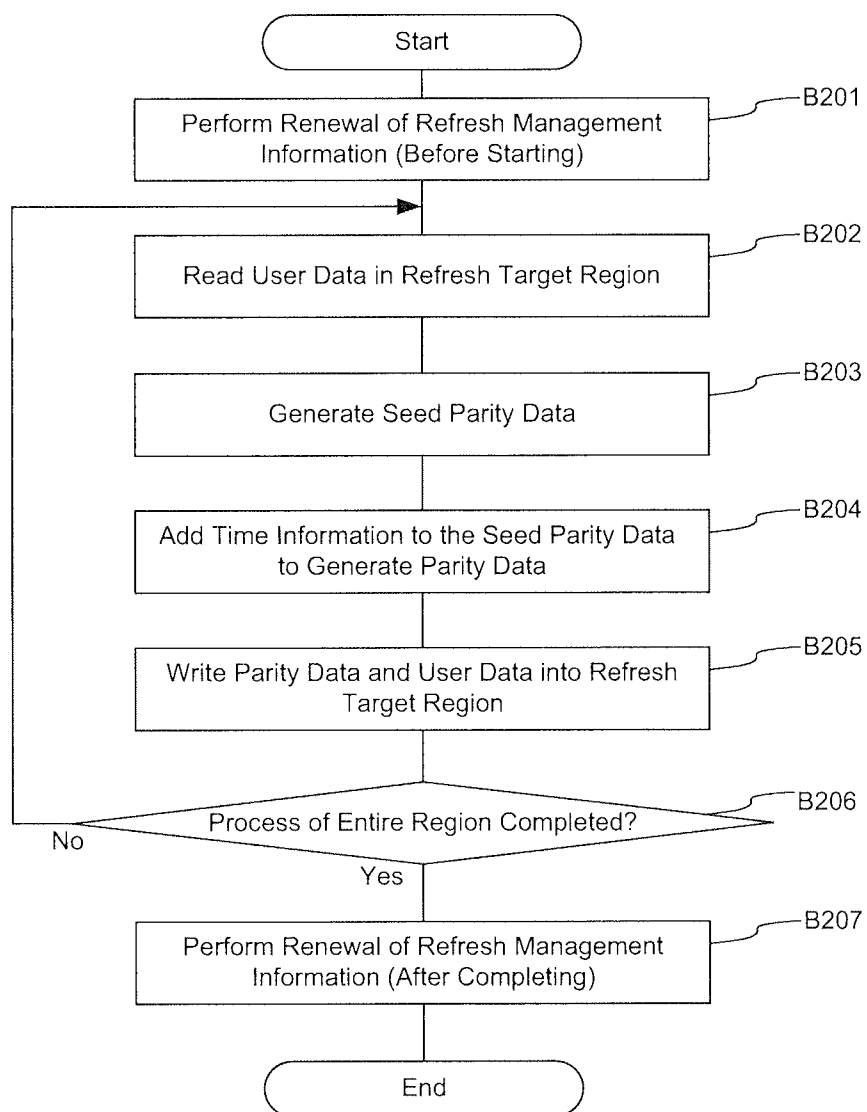 Start
B201
Perform Renewal of Refresh Management
Information (Before Starting)
B202
Read User Data in Refresh Target Region
B203
Generate Seed Parity Data
B204
Add Time Information to the Seed Parity Data
to Generate Parity Data
B205
Write Parity Data and User Data into Refresh
Target Region
B206
Process of Entire Region Completed?
No
Yes
B207
Perform Renewal of Refresh Management
Information (After Completing)
End